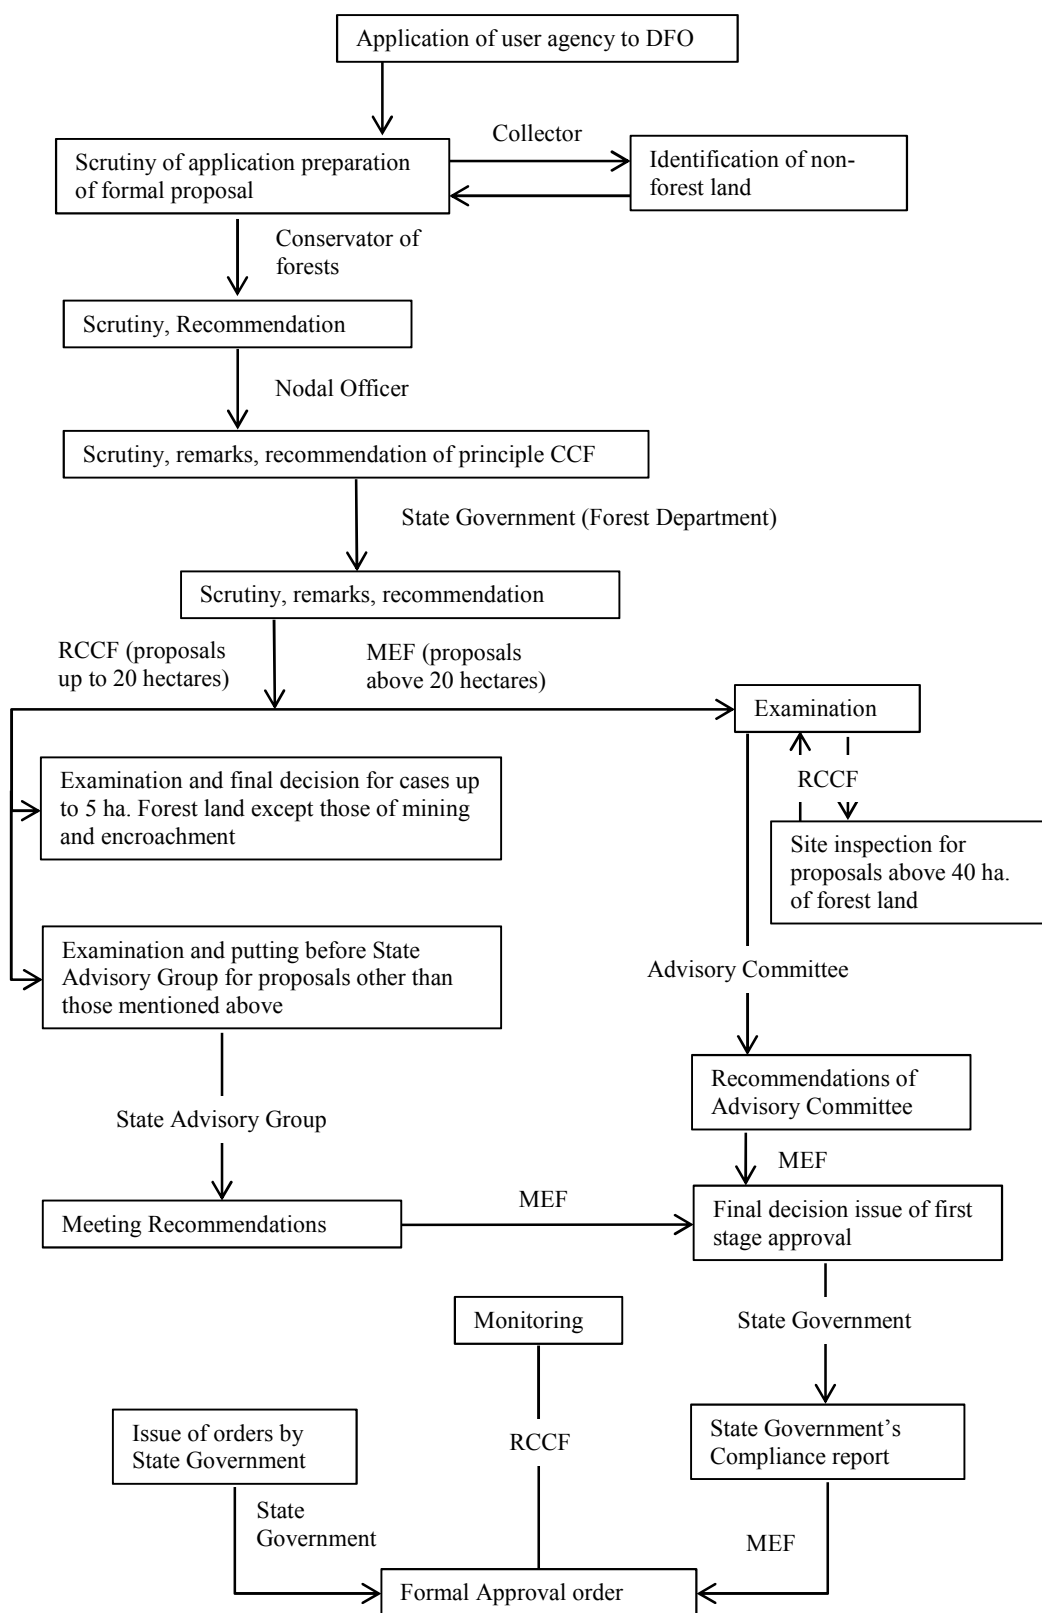 Application of user agency to DFO
Collector
Scrutiny of application preparation
of formal proposal
Identification of non-
forest land
Conservator of
forests
Scrutiny, Recommendation
Nodal Officer
Scrutiny, remarks, recommendation of principle CCF
State Government (Forest Department)
Scrutiny, remarks, recommendation
RCCF (proposals
up to 20 hectares)
MEF (proposals
above 20 hectares)
Examination
RCCF
Examination and final decision for cases up
to 5 ha. Forest land except those of mining
and encroachment
Site inspection for
proposals above 40 ha.
of forest land
Examination and putting before State
Advisory Group for proposals other than
those mentioned above
Advisory Committee
Recommendations of
Advisory Committee
State Advisory Group
MEF
Meeting Recommendations
MEF
Final decision issue of first
stage approval
Monitoring
State Government
Issue of orders by
State Government
RCCF
State Government’s
Compliance report
State
Government
MEF
Formal Approval order